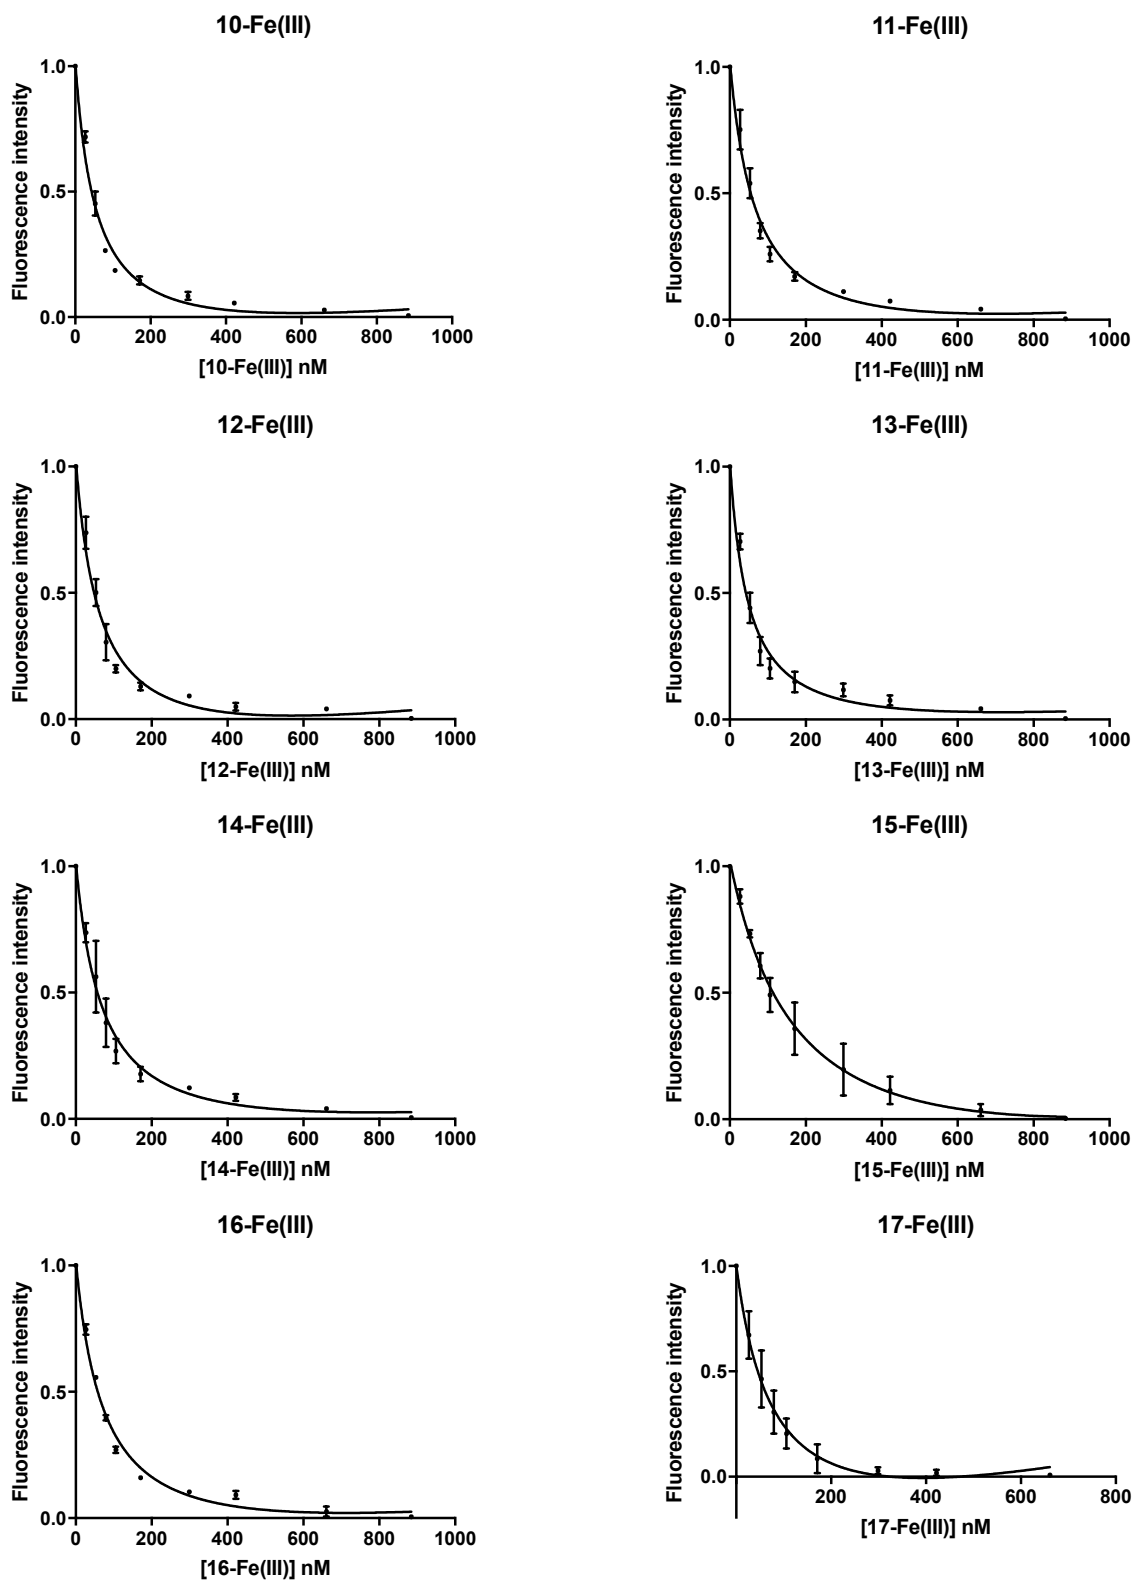 10-Fe(III)
Fluorescence intensity
1.0
0.5
0.0
0 200 400 600 800 1000
[10-Fe(III)] nM
11-Fe(III)
Fluorescence intensity
1.0
0.5
0.0
0 200 400 600 800 1000
[11-Fe(III)] nM
12-Fe(III)
Fluorescence intensity
1.0
0.5
0.0
0 200 400 600 800 1000
[12-Fe(III)] nM
13-Fe(III)
Fluorescence intensity
1.0
0.5
0.0
0 200 400 600 800 1000
[13-Fe(III)] nM
14-Fe(III)
Fluorescence intensity
1.0
0.5
0.0
0 200 400 600 800 1000
[14-Fe(III)] nM
15-Fe(III)
Fluorescence intensity
1.0
0.5
0.0
0 200 400 600 800 1000
[15-Fe(III)] nM
16-Fe(III)
Fluorescence intensity
1.0
0.5
0.0
0 200 400 600 800 1000
[16-Fe(III)] nM
17-Fe(III)
Fluorescence intensity
1.0
0.5
0.0
200 400 600 800
[17-Fe(III)] nM